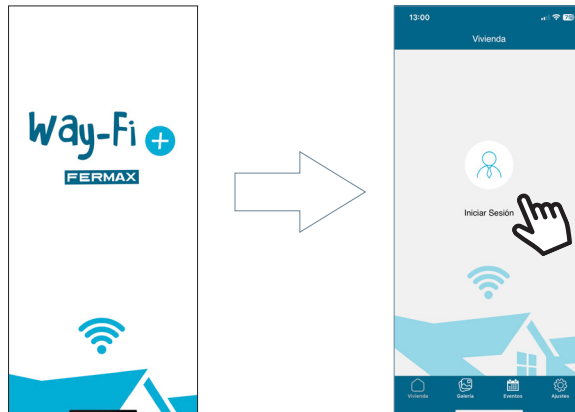 Way-Fi +
FERMAX
13:00
Vivienda
Iniciar Sesión
Vivienda
Galería
Eventos
Ajustes